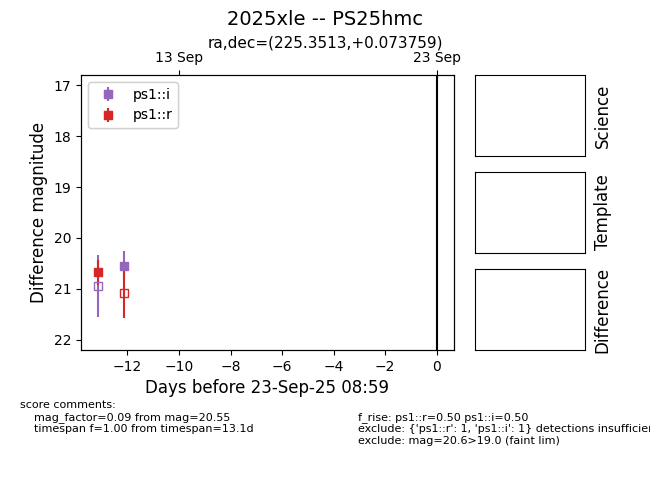 2025xle -- PS25hmc
ra,dec=(225.3513,+0.073759)
13 Sep
23 Sep
ps1::i
ps1::r
17
18
19
20
21
22
Difference magnitude
−12
−10
−8
−6
−4
−2
0
Days before 23-Sep-25 08:59
Science
Template
Difference
score comments:
mag_factor=0.09 from mag=20.55
timespan f=1.00 from timespan=13.1d
f_rise: ps1::r=0.50 ps1::i=0.50
exclude: {'ps1::r': 1, 'ps1::i': 1} detections insufficien
exclude: mag=20.6>19.0 (faint lim)